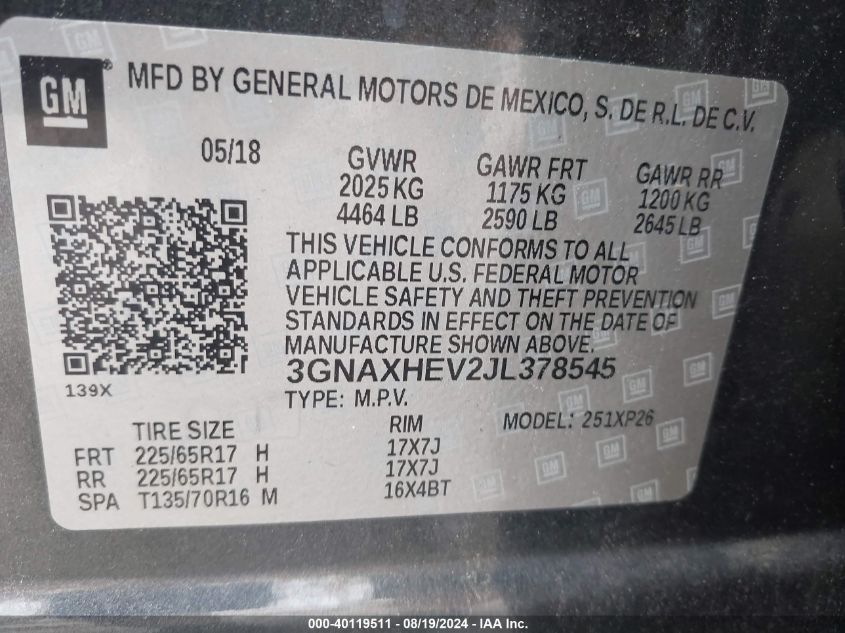 GM ® MFD BY GENERAL MOTORS DE MEXICO, S. DE R.L. DE C.V.
05/18 GVWR GAWR FRT GAWR RR
2025 KG 1175 KG 1200 KG
4464 LB 2590 LB 2645 LB
THIS VEHICLE CONFORMS TO ALL
APPLICABLE U.S. FEDERAL MOTOR
VEHICLE SAFETY AND THEFT PREVENTION
STANDARDS IN EFFECT ON THE DATE OF
MANUFACTURE SHOWN ABOVE.
3GNAXHEV2JL378545
139X
TYPE: M.P.V.
TIRE SIZE RIM MODEL: 251XP26
FRT 225/65R17 H 17X7J
RR 225/65R17 H 17X7J
SPA T135/70R16 M 16X4BT
000-40119511 - 08/19/2024 - IAA Inc.